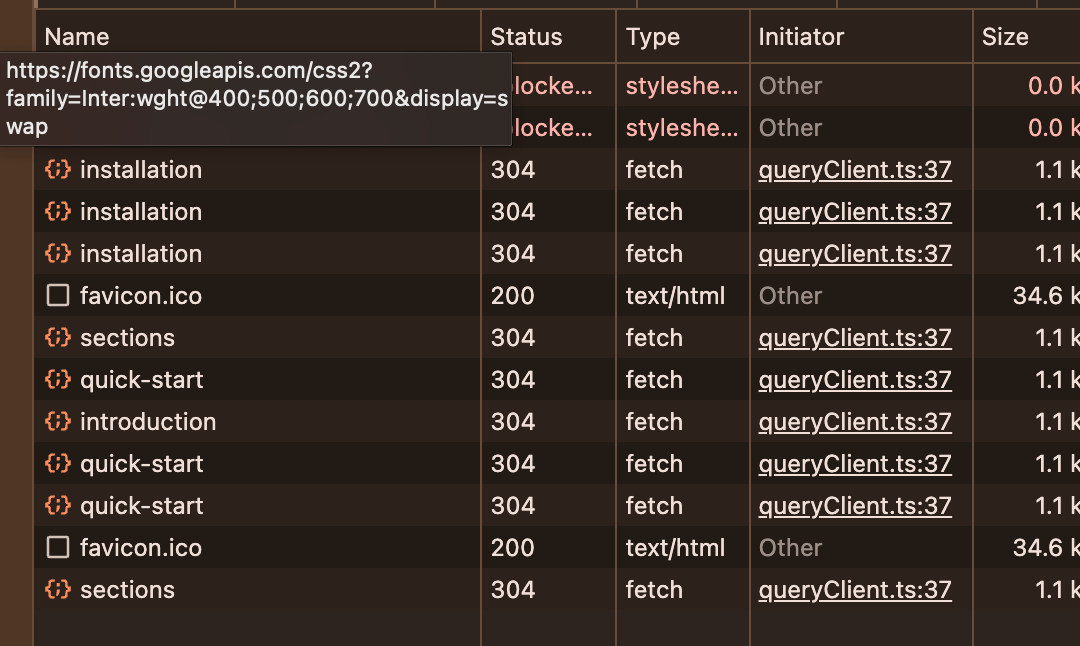 Name Status Type Initiator Size
https://fonts.googleapis.com/css2?
family=Inter:wght@400;500;600;700&display=s
wap
locke... styleshe... Other 0.0 k
locke... styleshe... Other 0.0 k
installation 304 fetch queryClient.ts:37 1.1 k
installation 304 fetch queryClient.ts:37 1.1 k
installation 304 fetch queryClient.ts:37 1.1 k
favicon.ico 200 text/html Other 34.6 k
sections 304 fetch queryClient.ts:37 1.1 k
quick-start 304 fetch queryClient.ts:37 1.1 k
introduction 304 fetch queryClient.ts:37 1.1 k
quick-start 304 fetch queryClient.ts:37 1.1 k
quick-start 304 fetch queryClient.ts:37 1.1 k
favicon.ico 200 text/html Other 34.6 k
sections 304 fetch queryClient.ts:37 1.1 k